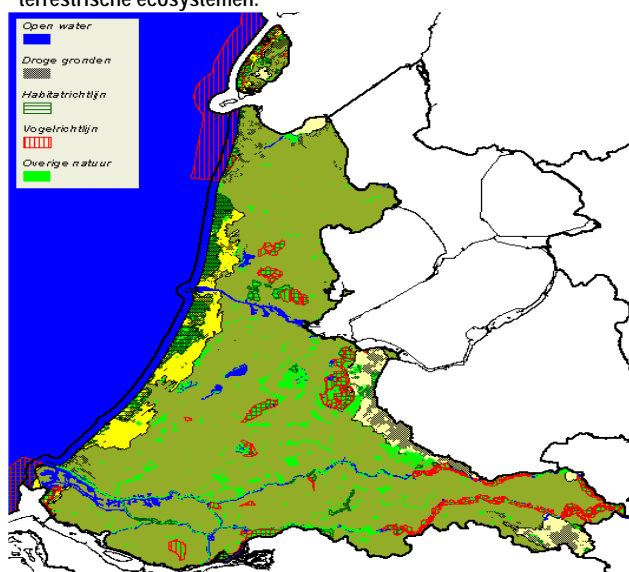 terrestrische ecosystemen.
Open water
Droge gronden
Habitatrichtlijn
Vogelrichtlijn
Overige natuur